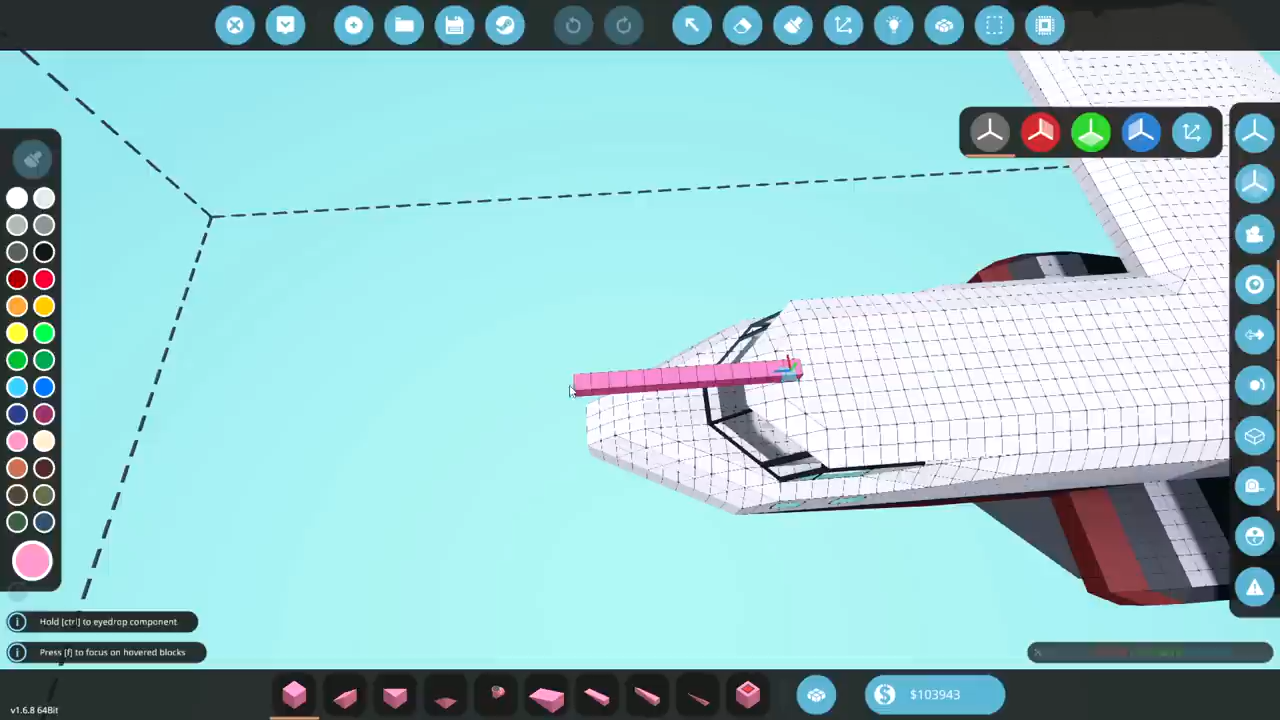 Hold [ctrl] to eyedrop component
Press [f] to focus on hovered blocks
$103943
v1.6.8 64Bit